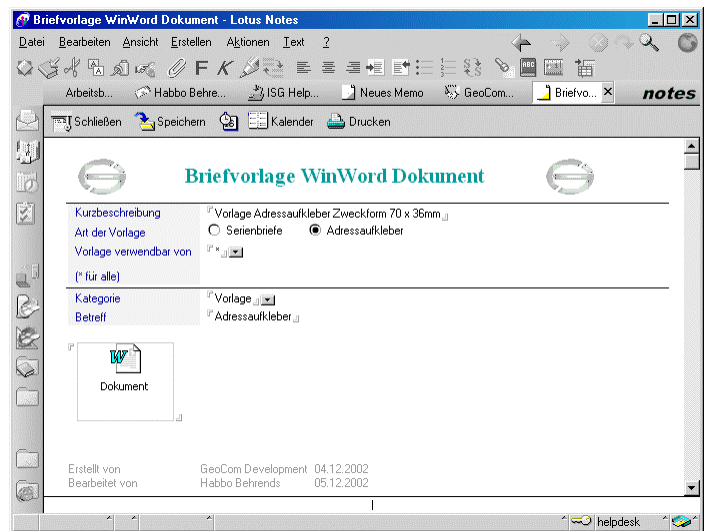 Briefvorlage WinWord Dokument - Lotus Notes
Datei Bearbeiten Ansicht Erstellen Aktionen Text ?
F K
Arbeitsb... Habbo Behre... ISG Help... Neues Memo GeoCom... Briefvo... notes
Schließen Speichern Kalender Drucken
Briefvorlage WinWord Dokument
Kurzbeschreibung Vorlage Adressaufkleber Zweckform 70 x 36mm
Art der Vorlage Serienbriefe Adressaufkleber
Vorlage verwendbar von *
(* für alle)
Kategorie Vorlage
Betreff Adressaufkleber
W
Dokument
Erstellt von GeoCom Development 04.12.2002
Bearbeitet von Habbo Behrends 05.12.2002
helpdesk